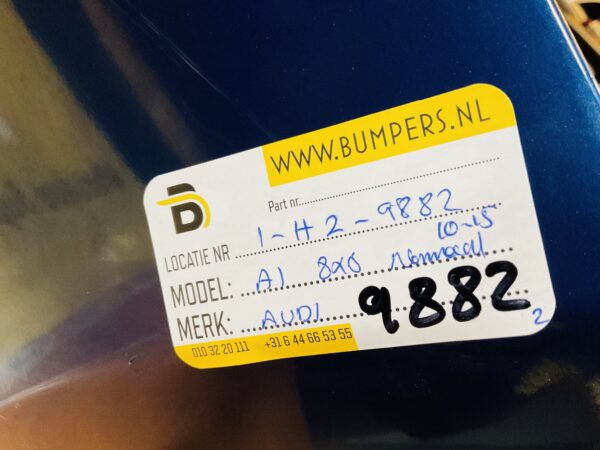 WWW.BUMPERS.NL
Part nr
LOCATIE NR 1-H2-9882
10-15
MODEL: A1 8x0 Normaal
MERK: AUDI 9882
010 32 20 111 +31 6 44 66 53 55
2